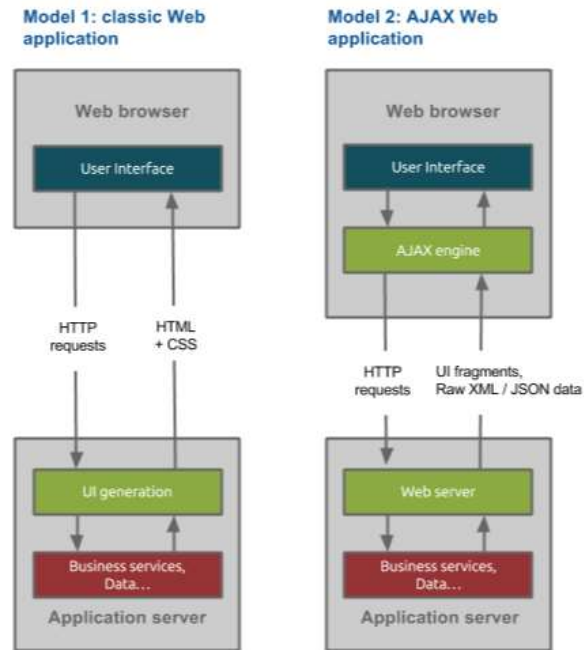 Model 1: classic Web
application
Web browser
User Interface
HTTP
requests
HTML
+ CSS
UI generation
Business services,
Data...
Application server
Model 2: AJAX Web
application
Web browser
User Interface
AJAX engine
HTTP
requests
UI fragments,
Raw XML / JSON data
Web server
Business services,
Data...
Application server